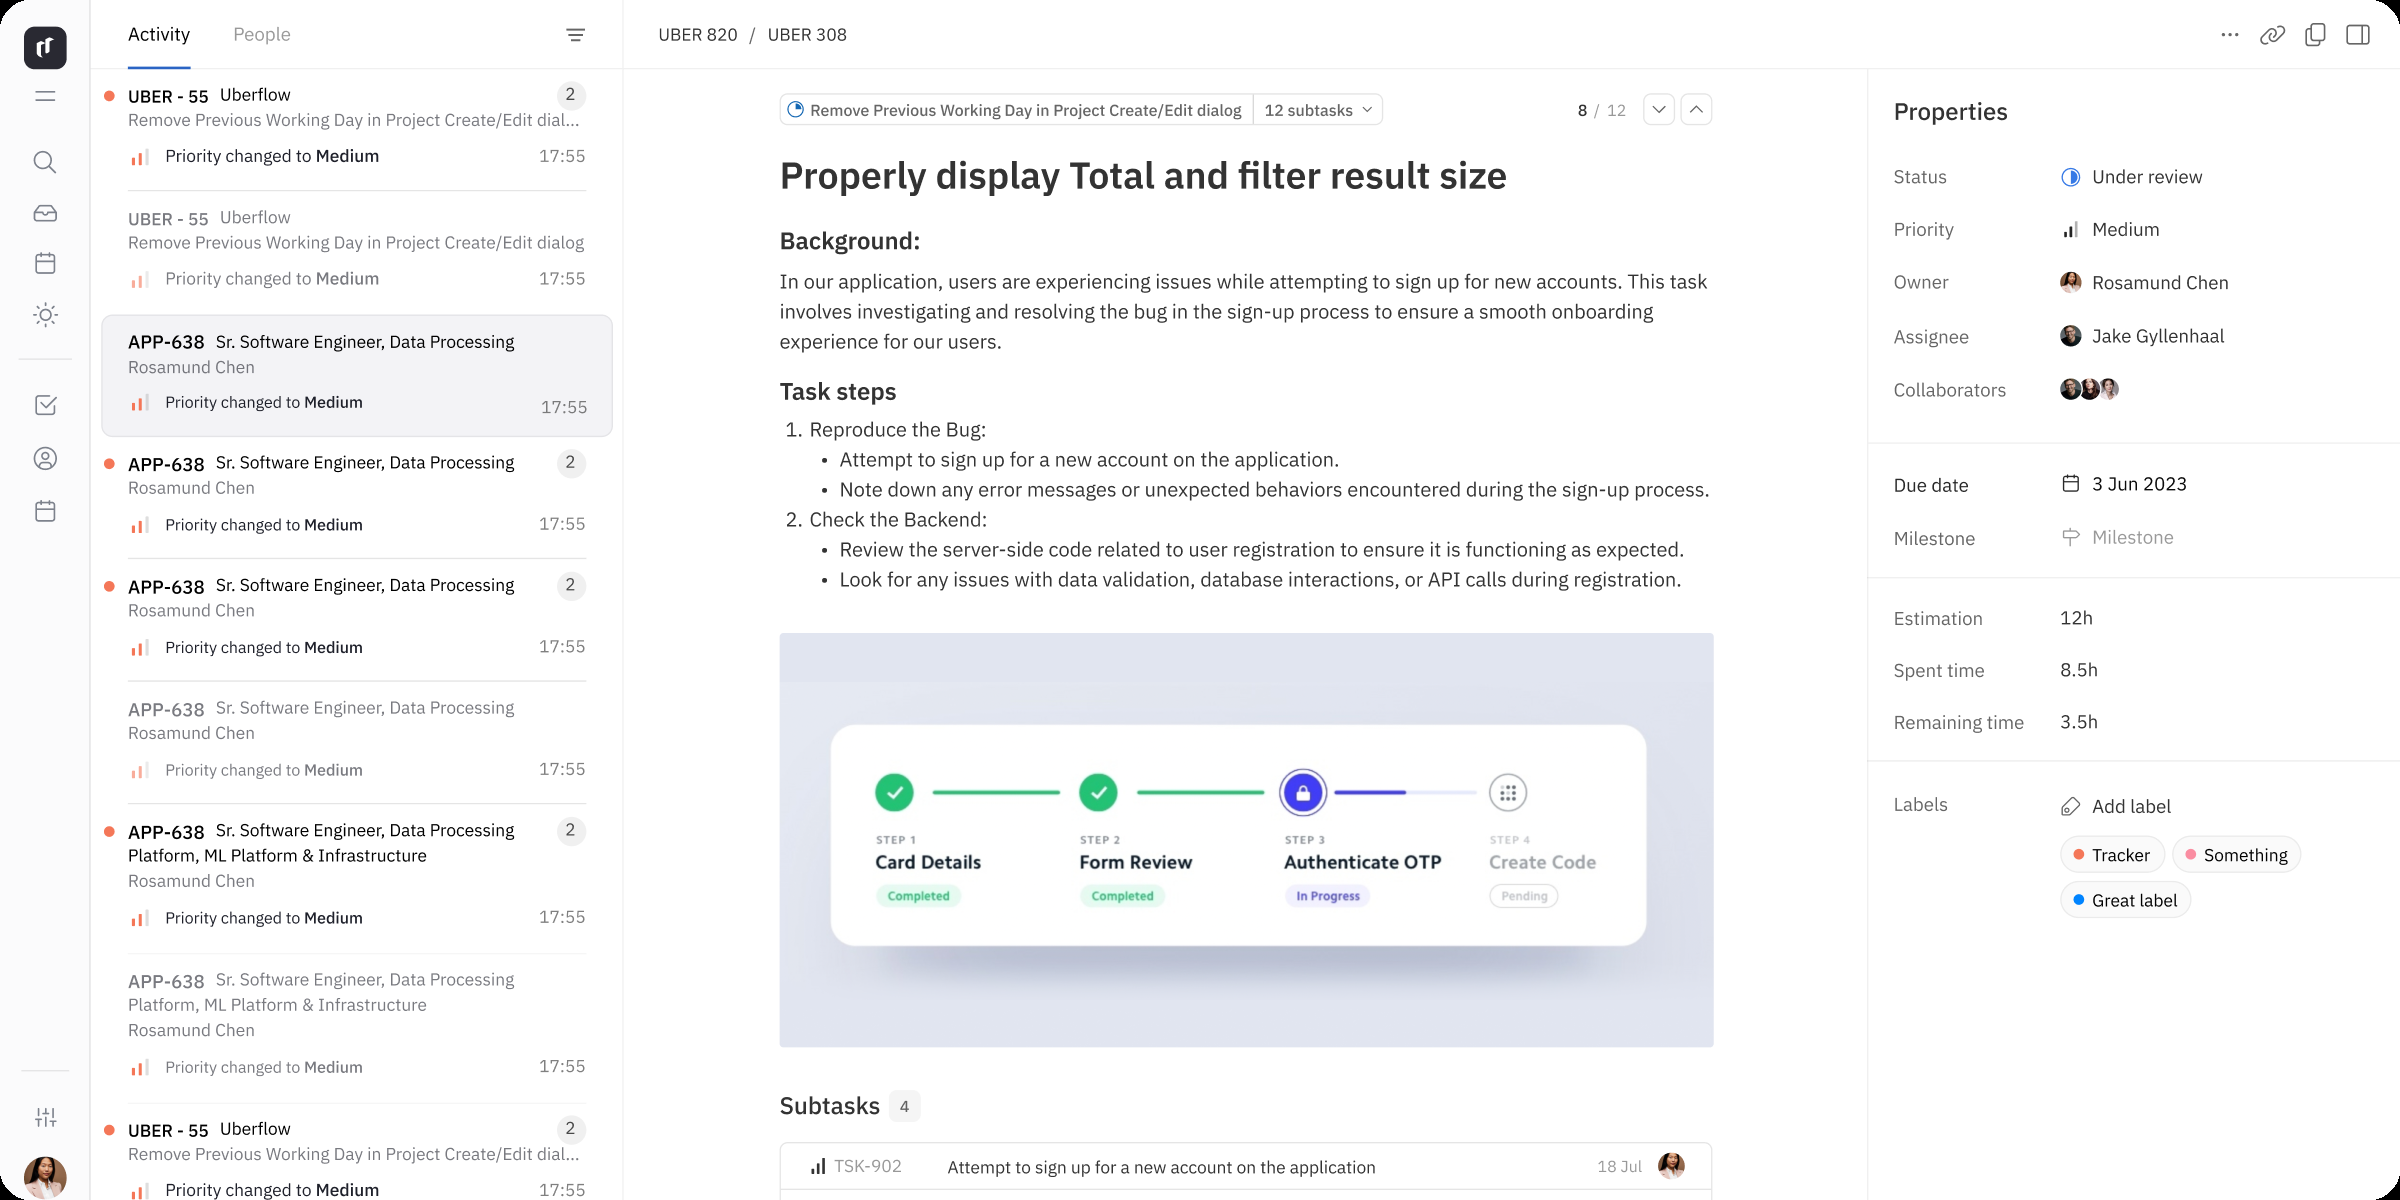 Activity
People
UBER - 55 Uberflow 2
Remove Previous Working Day in Project Create/Edit dial...
Priority changed to Medium 17:55
UBER - 55 Uberflow
Remove Previous Working Day in Project Create/Edit dialog
Priority changed to Medium 17:55
APP-638 Sr. Software Engineer, Data Processing
Rosamund Chen
Priority changed to Medium 17:55
APP-638 Sr. Software Engineer, Data Processing 2
Rosamund Chen
Priority changed to Medium 17:55
APP-638 Sr. Software Engineer, Data Processing 2
Rosamund Chen
Priority changed to Medium 17:55
APP-638 Sr. Software Engineer, Data Processing
Rosamund Chen
Priority changed to Medium 17:55
APP-638 Sr. Software Engineer, Data Processing 2
Platform, ML Platform & Infrastructure
Rosamund Chen
Priority changed to Medium 17:55
APP-638 Sr. Software Engineer, Data Processing
Platform, ML Platform & Infrastructure
Rosamund Chen
Priority changed to Medium 17:55
UBER - 55 Uberflow 2
Remove Previous Working Day in Project Create/Edit dial...
Priority changed to Medium 17:55
UBER 820 / UBER 308
Remove Previous Working Day in Project Create/Edit dialog 12 subtasks 8 / 12
Properly display Total and filter result size
Background:
In our application, users are experiencing issues while attempting to sign up for new accounts. This task
involves investigating and resolving the bug in the sign-up process to ensure a smooth onboarding
experience for our users.
Task steps
1. Reproduce the Bug:
• Attempt to sign up for a new account on the application.
• Note down any error messages or unexpected behaviors encountered during the sign-up process.
2. Check the Backend:
• Review the server-side code related to user registration to ensure it is functioning as expected.
• Look for any issues with data validation, database interactions, or API calls during registration.
STEP 1
Card Details
Completed
STEP 2
Form Review
Completed
STEP 3
Authenticate OTP
In Progress
STEP 4
Create Code
Pending
Subtasks 4
TSK-902 Attempt to sign up for a new account on the application 18 Jul
Properties
Status Under review
Priority Medium
Owner Rosamund Chen
Assignee Jake Gyllenhaal
Collaborators
Due date 3 Jun 2023
Milestone Milestone
Estimation 12h
Spent time 8.5h
Remaining time 3.5h
Labels Add label
Tracker Something
Great label